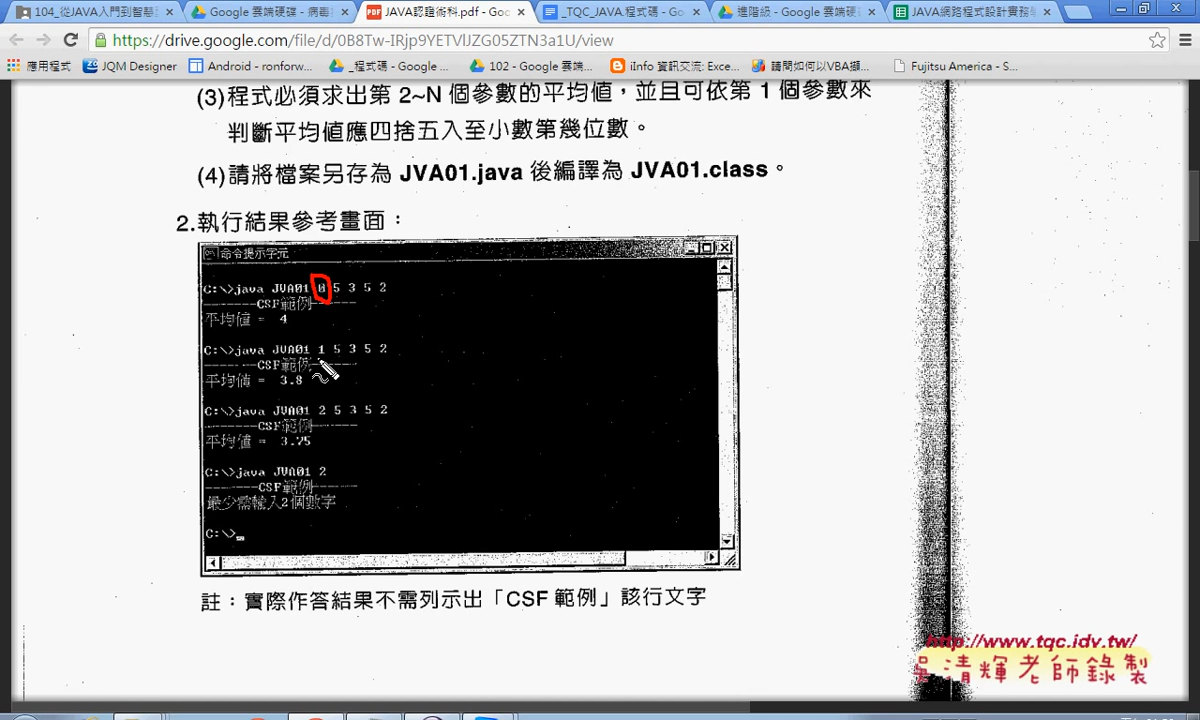 104_從JAVA入門到智慧
Google 雲端硬碟 - 病毒
JAVA認證術科.pdf - Go
_TQC_JAVA.程式碼 - G
進階級 - Google 雲端硬
JAVA網路程式設計實務
https://drive.google.com/file/d/0B8Tw-IRjp9YETVlJZG05ZTN3a1U/view
應用程式
JQM Designer
Android - ronforw...
_程式碼 - Google ...
102 - Google 雲端...
iInfo 資訊交流: Exce...
請問如何以VBA擷...
Fujitsu America - S...
(3)程式必須求出第 2~N 個參數的平均值，並且可依第 1 個參數來
判斷平均值應四捨五入至小數第幾位數。
(4)請將檔案另存為 JVA01.java 後編譯為 JVA01.class。
2.執行結果參考畫面：
命令提示字元
C:\>java JVA01 0 5 3 5 2
-------CSF範例------
平均值 = 4
C:\>java JVA01 1 5 3 5 2
-------CSF範例------
平均值 = 3.8
C:\>java JVA01 2 5 3 5 2
-------CSF範例------
平均值 = 3.75
C:\>java JVA01 2
-------CSF範例------
最少需輸入2個數字
C:\>_
註：實際作答結果不需列示出「CSF 範例」該行文字
http://www.tqc.idv.tw/
吳清輝老師錄製